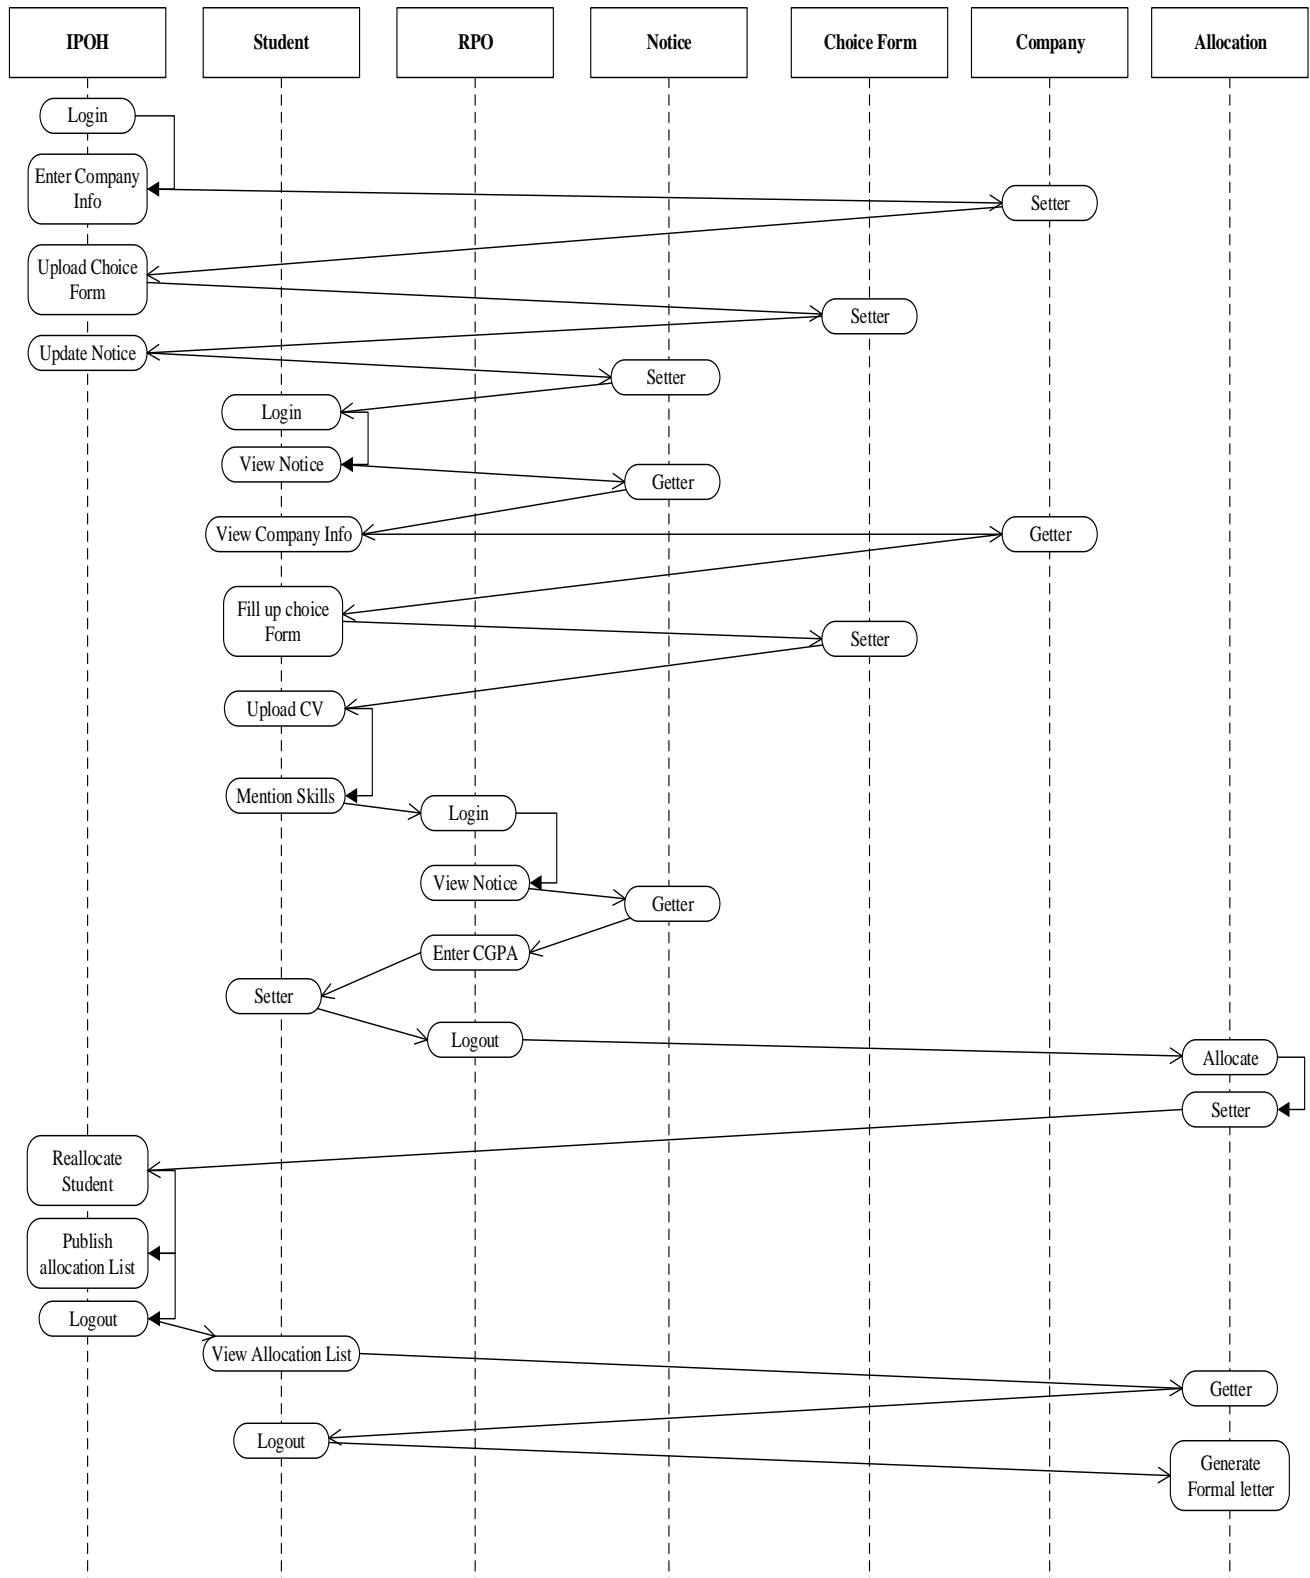 IPOH
Student
RPO
Notice
Choice Form
Company
Allocation
Login
Enter Company
Info
Setter
Upload Choice
Form
Setter
Update Notice
Setter
Login
View Notice
Getter
View Company Info
Getter
Fill up choice
Form
Setter
Upload CV
Mention Skills
Login
View Notice
Getter
Enter CGPA
Setter
Logout
Allocate
Setter
Reallocate
Student
Publish
allocation List
Logout
View Allocation List
Getter
Logout
Generate
Formal letter